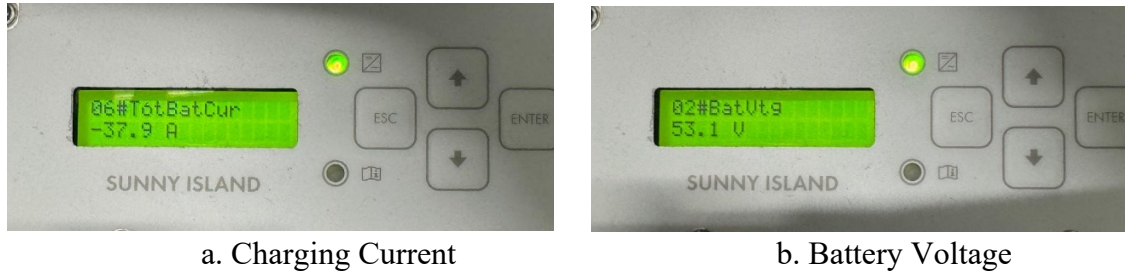 06#TotBatCur
-37.9 A
ESC
ENTER
SUNNY ISLAND
a. Charging Current
02#BatVtg
53.1 V
ESC
ENTER
SUNNY ISLAND
b. Battery Voltage